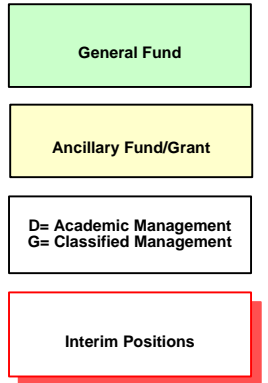 General Fund
Ancillary Fund/Grant
D= Academic Management
G= Classified Management
Interim Positions